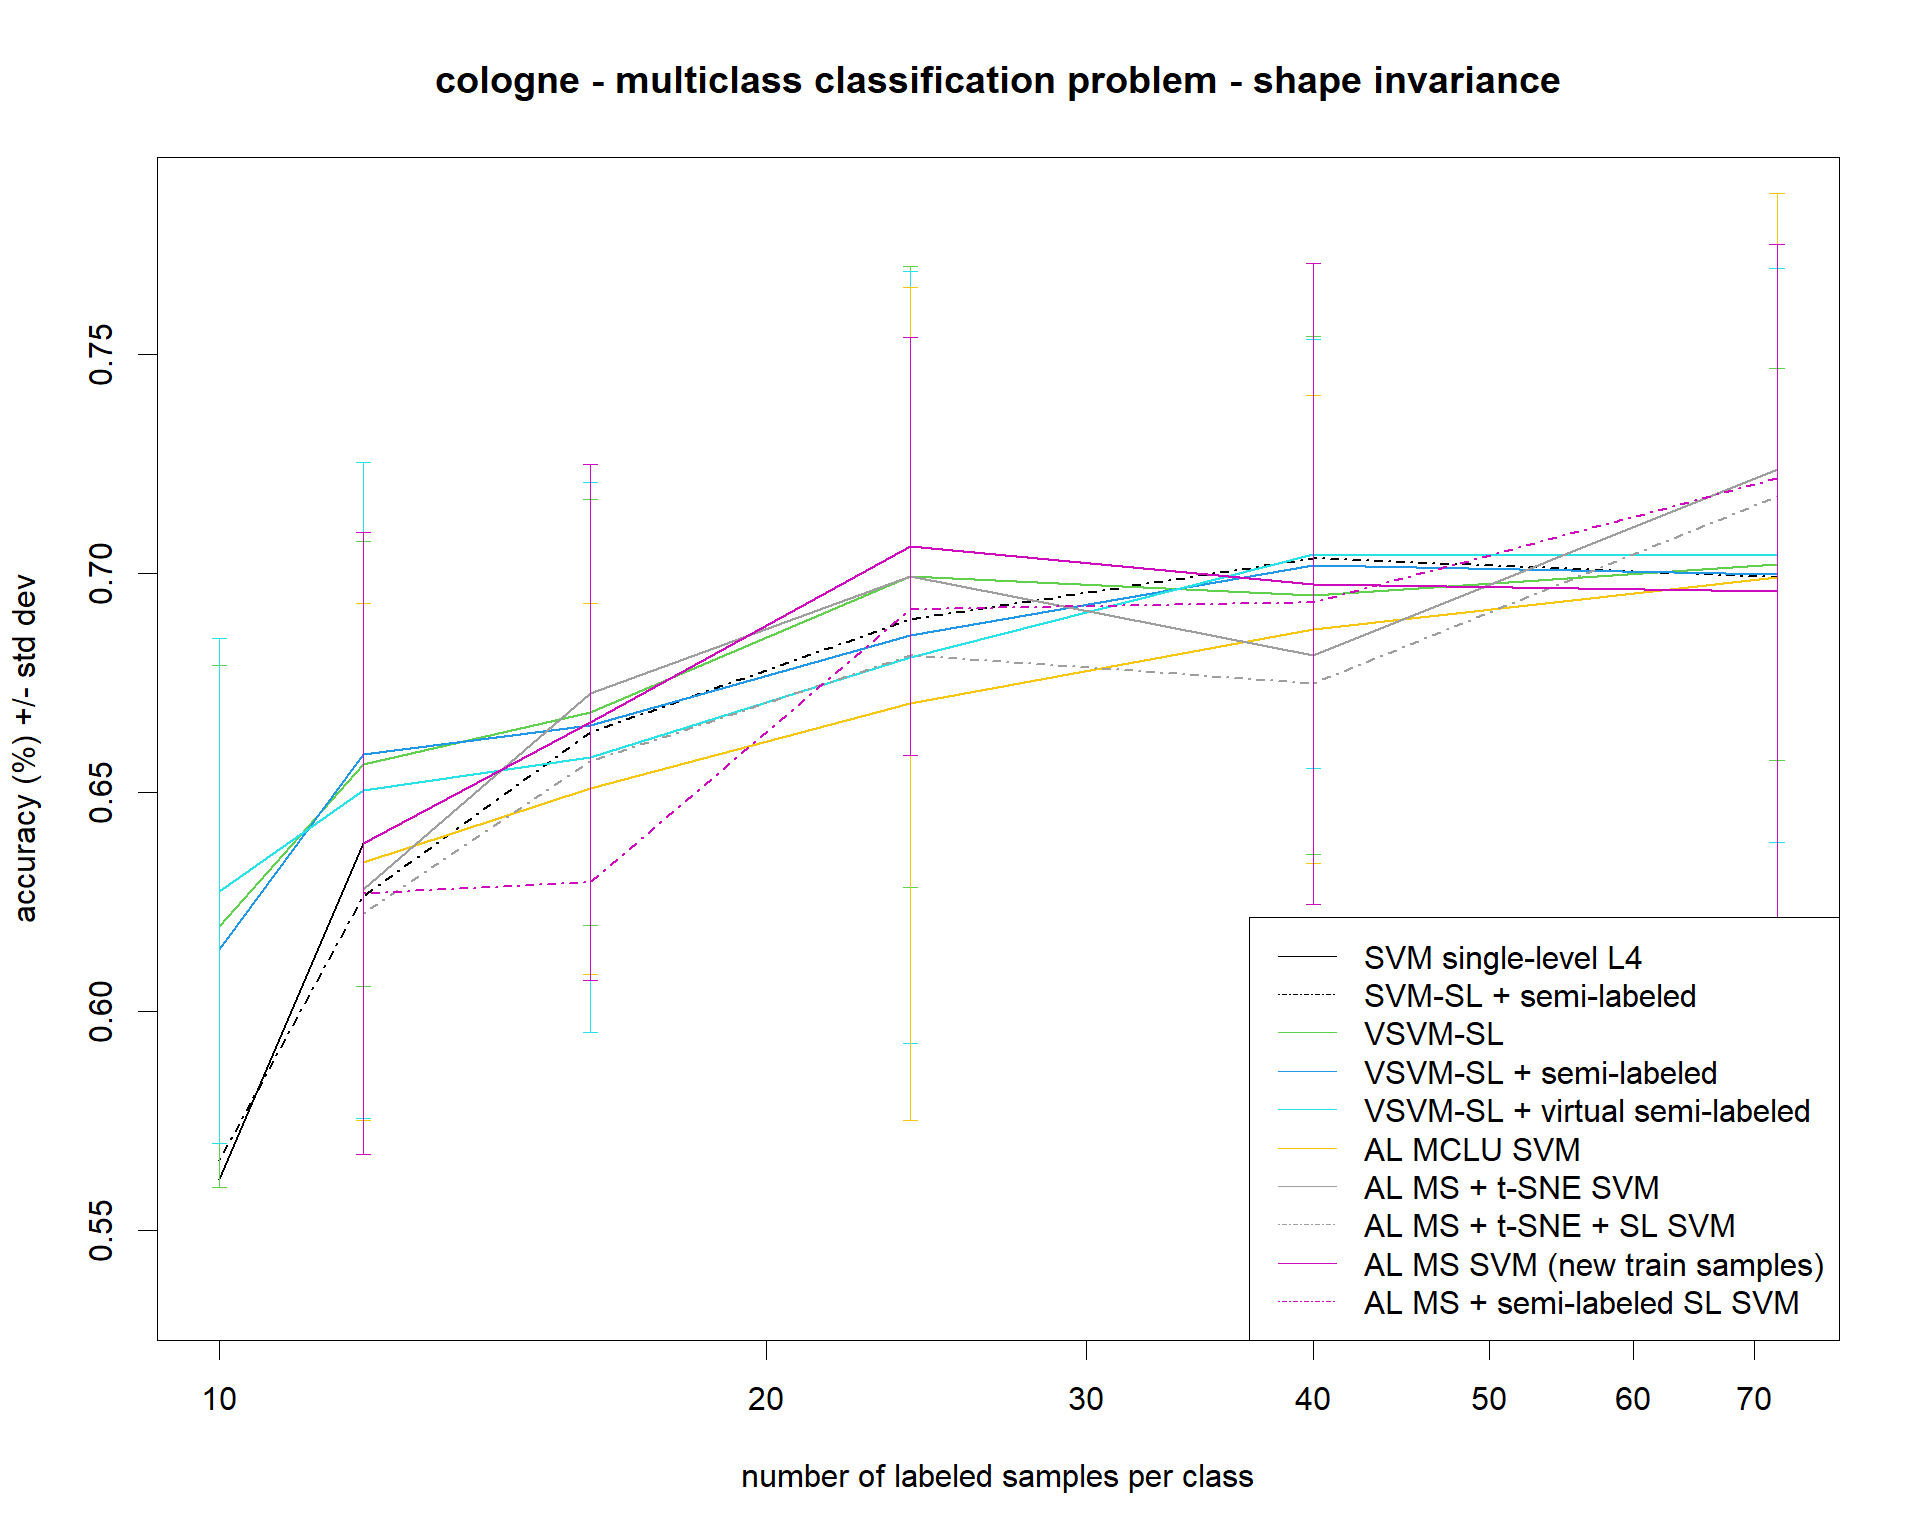 cologne - multiclass classification problem - shape invariance
accuracy (%) +/- std dev
0.75
0.70
0.65
0.60
0.55
SVM single-level L4
SVM-SL + semi-labeled
VSVM-SL
VSVM-SL + semi-labeled
VSVM-SL + virtual semi-labeled
AL MCLU SVM
AL MS + t-SNE SVM
AL MS + t-SNE + SL SVM
AL MS SVM (new train samples)
AL MS + semi-labeled SL SVM
10 20 30 40 50 60 70
number of labeled samples per class